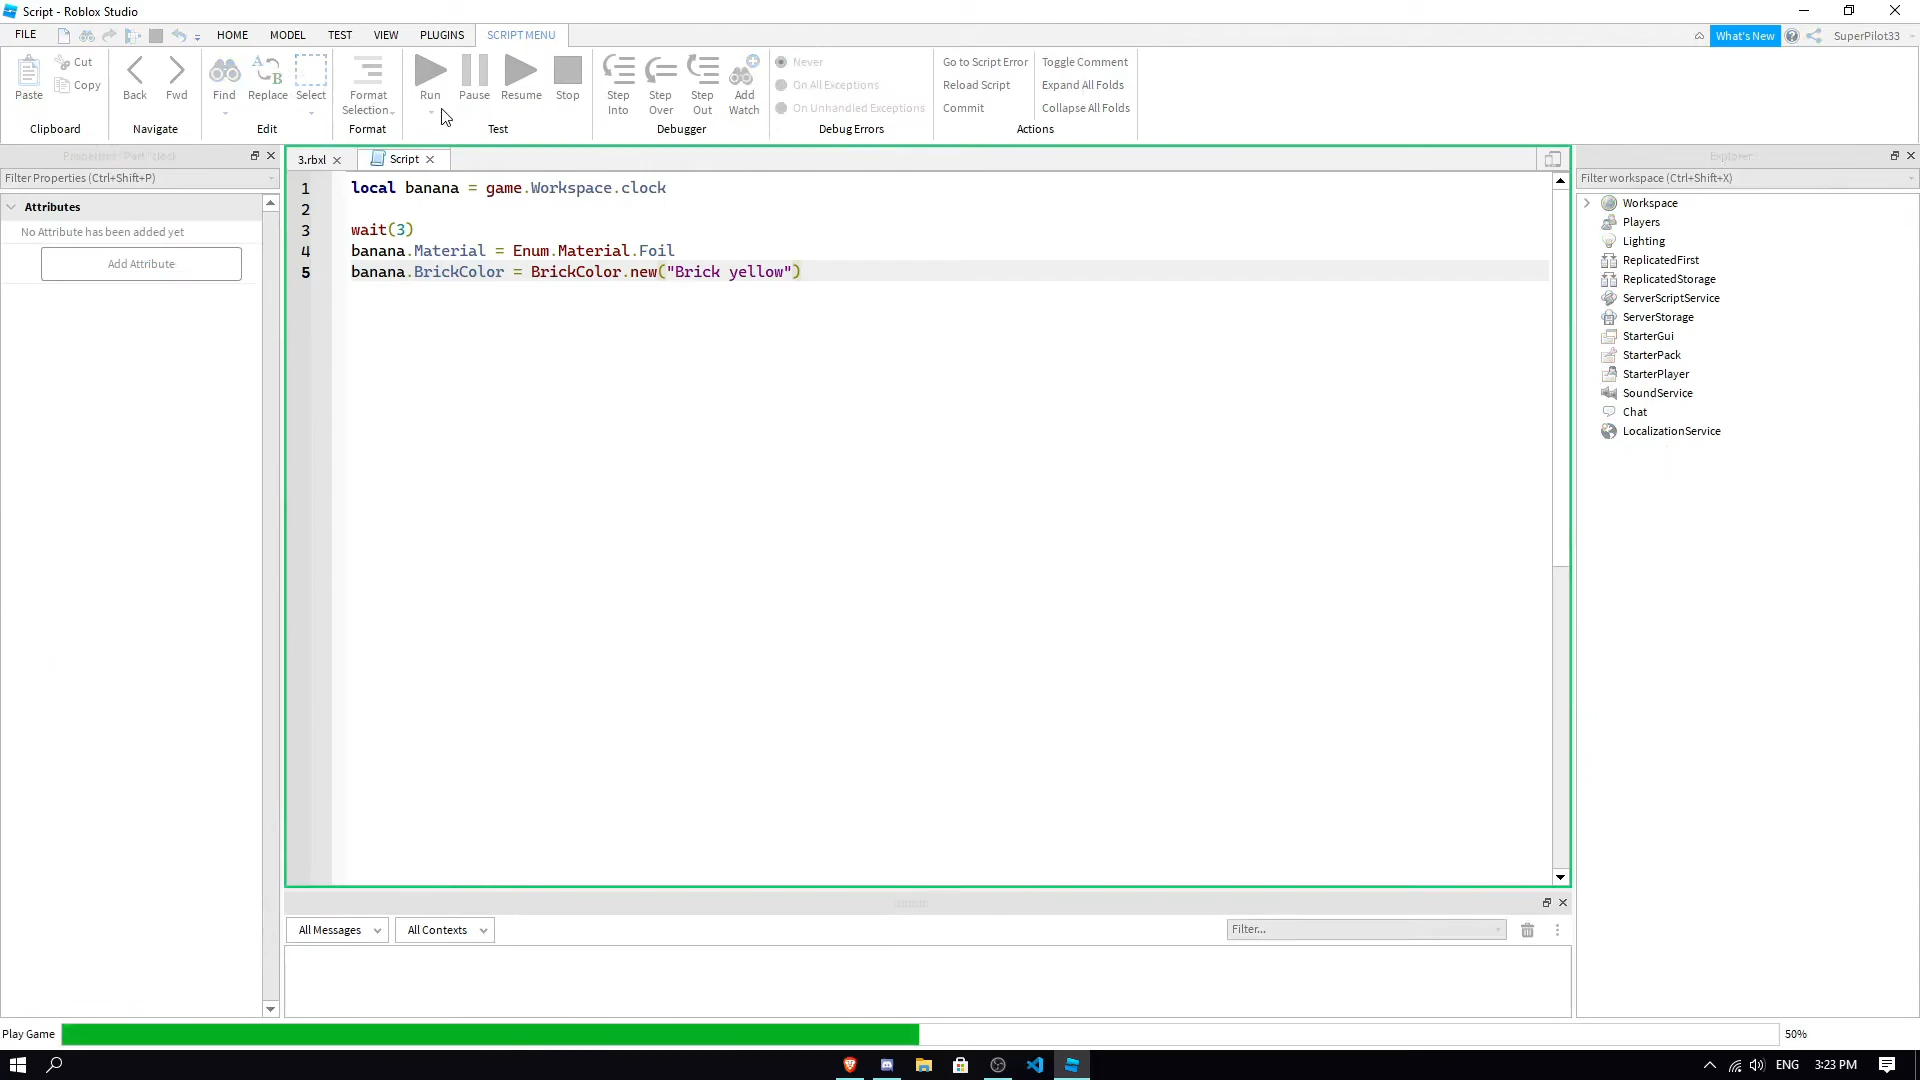 Script - Roblox Studio
FILE HOME MODEL TEST VIEW PLUGINS SCRIPT MENU What's New SuperPilot33
Paste Cut Copy
Clipboard
Back Fwd
Navigate
Find Replace Select
Edit
Format Selection
Format
Run Pause Resume Stop
Test
Step Into Step Over Step Out Add Watch
Debugger
Never
On All Exceptions
On Unhandled Exceptions
Debug Errors
Go to Script Error Toggle Comment
Reload Script Expand All Folds
Commit Collapse All Folds
Actions
Filter Properties (Ctrl+Shift+P)
Attributes
No Attribute has been added yet
Add Attribute
3.rbxl Script
1 local banana = game.Workspace.clock
2
3 wait(3)
4 banana.Material = Enum.Material.Foil
5 banana.BrickColor = BrickColor.new("Brick yellow")
All Messages All Contexts Filter...
Explorer
Filter workspace (Ctrl+Shift+X)
Workspace
Players
Lighting
ReplicatedFirst
ReplicatedStorage
ServerScriptService
ServerStorage
StarterGui
StarterPack
StarterPlayer
SoundService
Chat
LocalizationService
Play Game 50%
ENG 3:23 PM